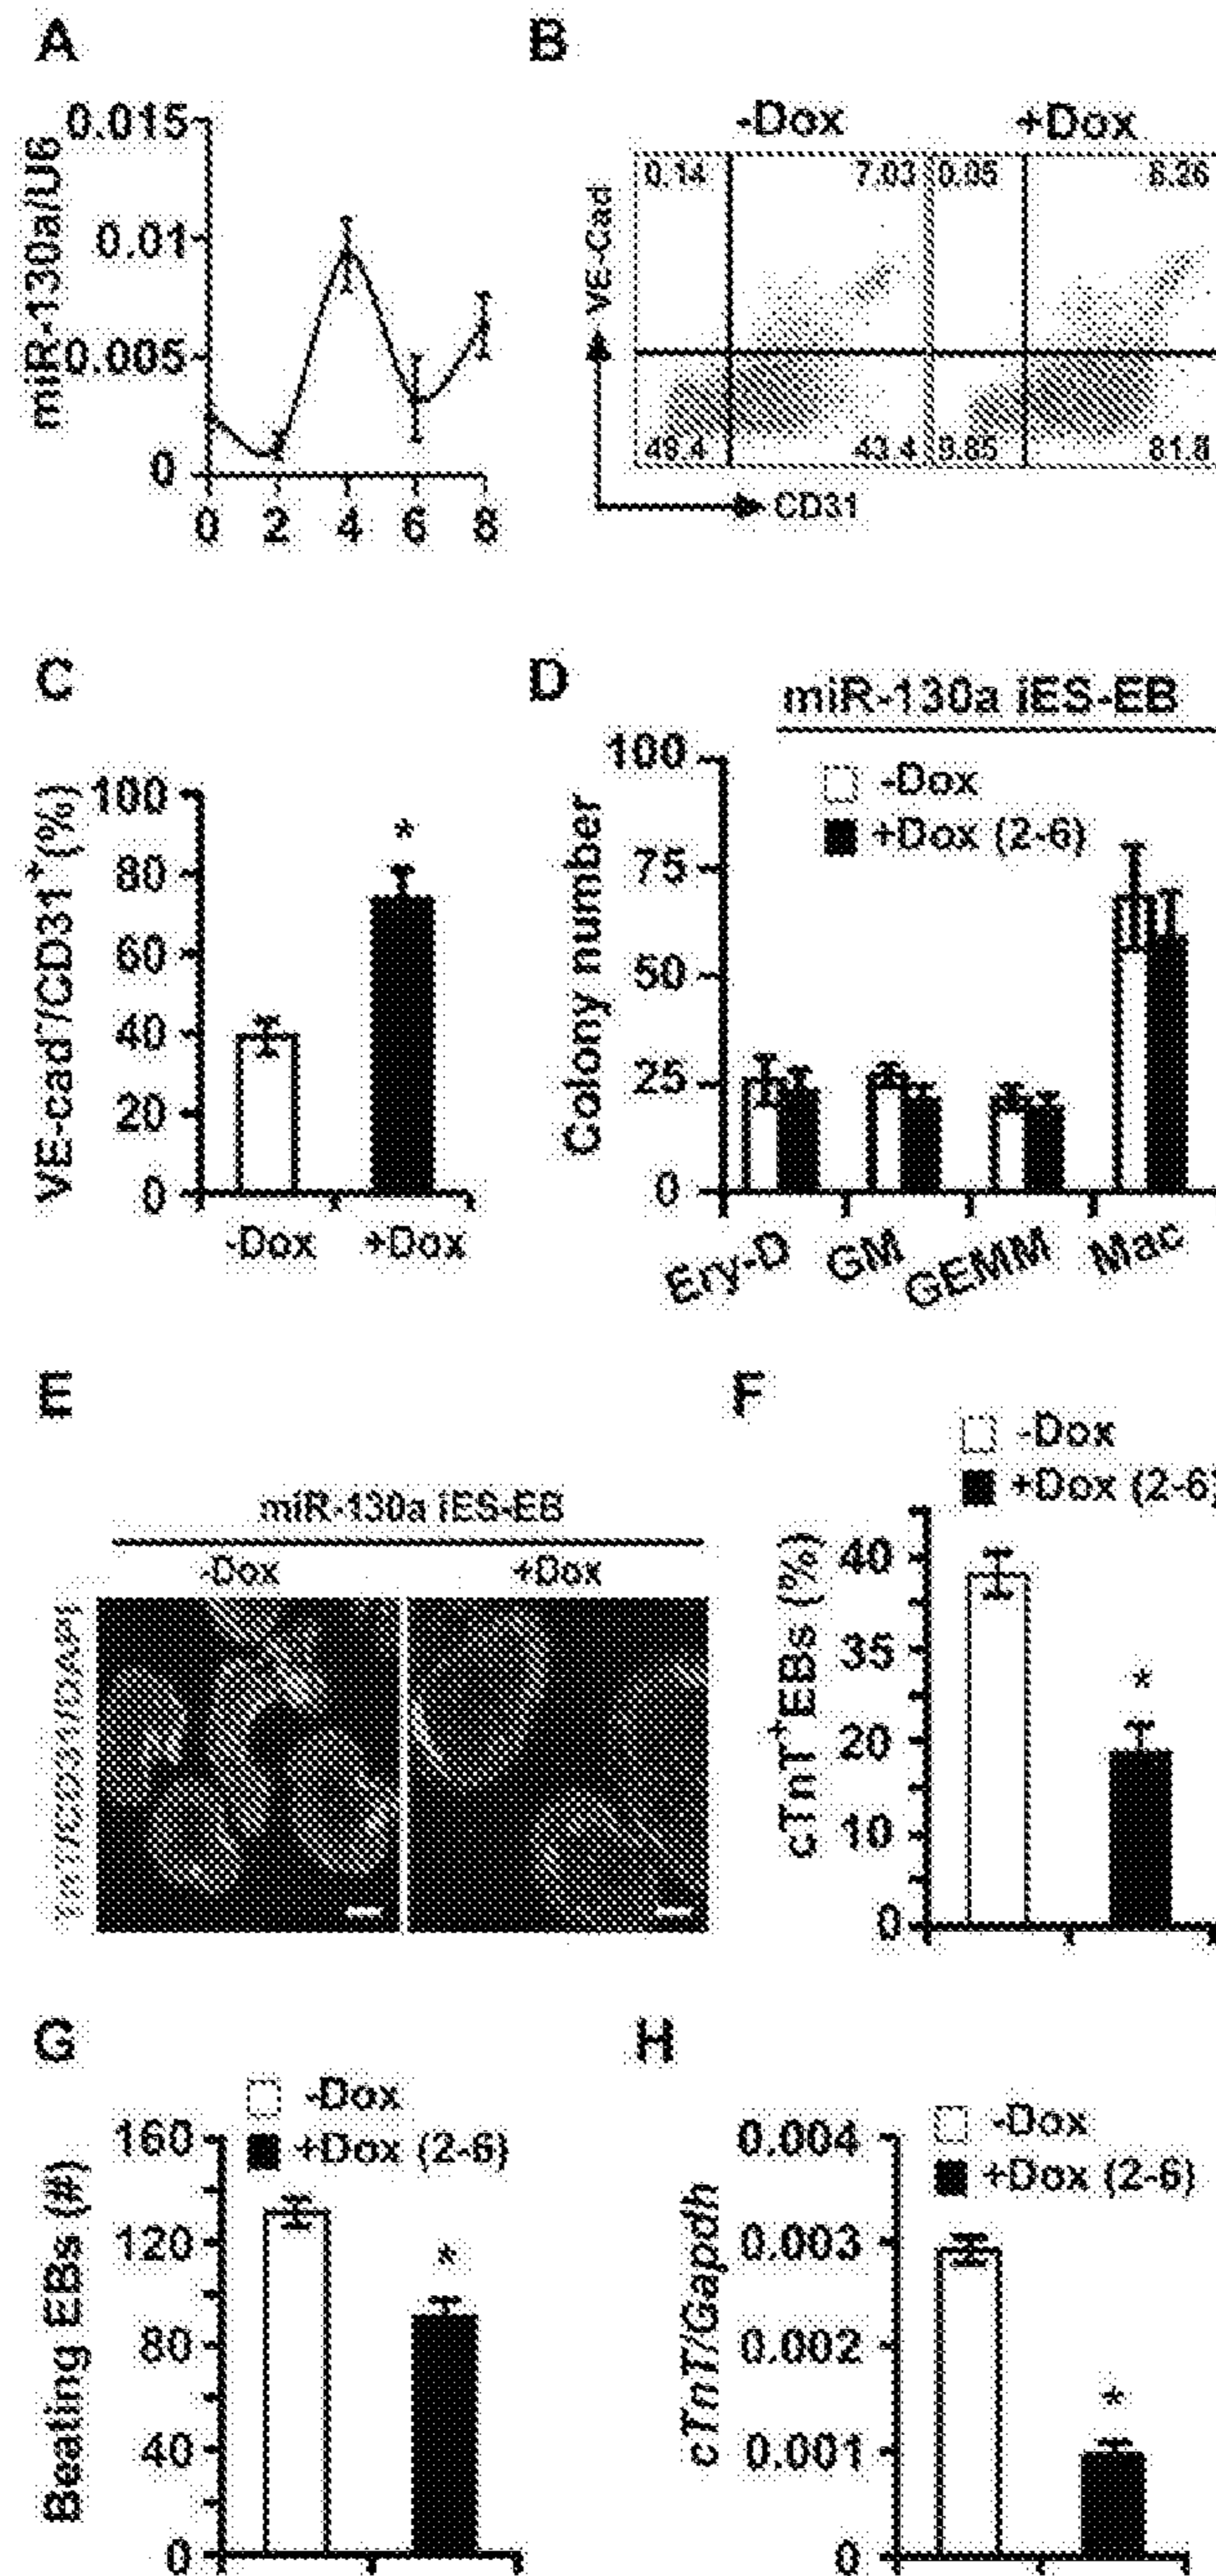 A
0.015
0.01
0.005
0
miR-130a/U6
0 2 4 6 8
B
-Dox +Dox
0.14 7.03 0.05 8.26
49.4 43.4 9.85 81.8
VE-Cad
CD31
C
VE-cad⁻/CD31⁺(%)
100
80
60
40
20
0
-Dox +Dox
*
D
miR-130a iES-EB
-Dox
+Dox (2-6)
Colony number
100
75
50
25
0
Ery-D GM GEMM Mac
E
miR-130a iES-EB
-Dox +Dox
/CD31/DAPI
F
-Dox
+Dox (2-6)
cTnT⁺EBs (%)
40
35
20
10
0
*
G
-Dox
+Dox (2-6)
Beating EBs (#)
160
120
80
40
0
*
H
-Dox
+Dox (2-6)
cTnT/Gapdh
0.004
0.003
0.002
0.001
0
*